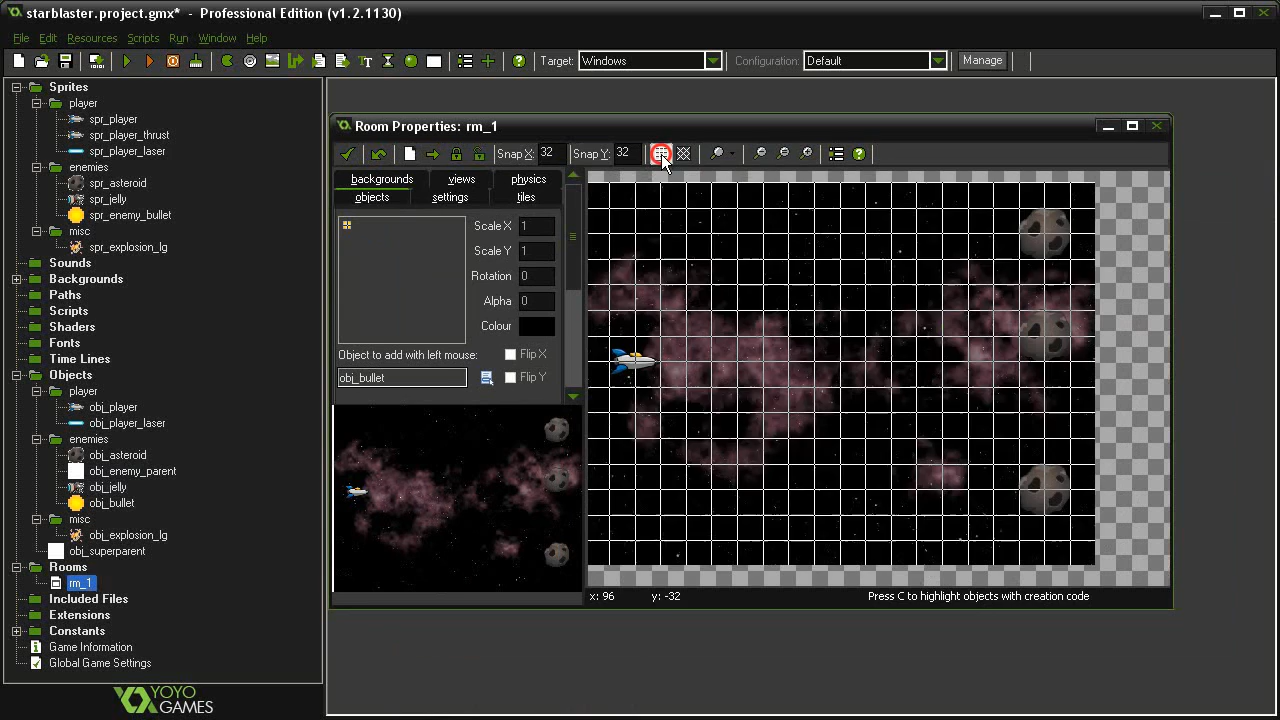 starblaster.project.gmx* - Professional Edition (v1.2.1130)
File Edit Resources Scripts Run Window Help
Target: Windows Configuration: Default Manage
Sprites
player
spr_player
spr_player_thrust
spr_player_laser
enemies
spr_asteroid
spr_jelly
spr_enemy_bullet
misc
spr_explosion_lg
Sounds
Backgrounds
Paths
Scripts
Shaders
Fonts
Time Lines
Objects
player
obj_player
obj_player_laser
enemies
obj_asteroid
obj_enemy_parent
obj_jelly
obj_bullet
misc
obj_explosion_lg
obj_superparent
Rooms
rm_1
Included Files
Extensions
Constants
Game Information
Global Game Settings
YOYO
GAMES
Room Properties: rm_1
Snap X: 32 Snap Y: 32
backgrounds views physics
objects settings tiles
Scale X 1
Scale Y 1
Rotation 0
Alpha 0
Colour
Object to add with left mouse: Flip X
obj_bullet Flip Y
x: 96 y: -32 Press C to highlight objects with creation code